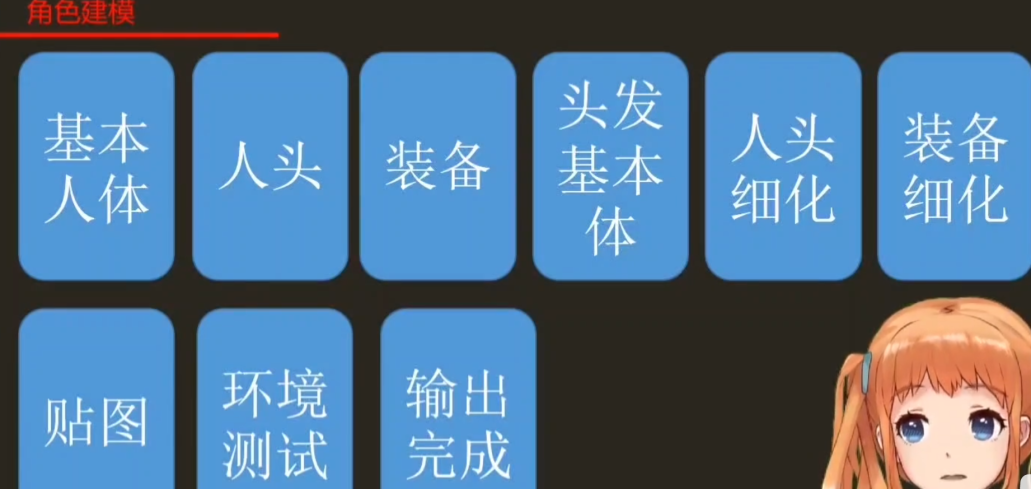 角色建模
基本
人体
人头
装备
头发
基本
体
人头
细化
装备
细化
贴图
环境
测试
输出
完成